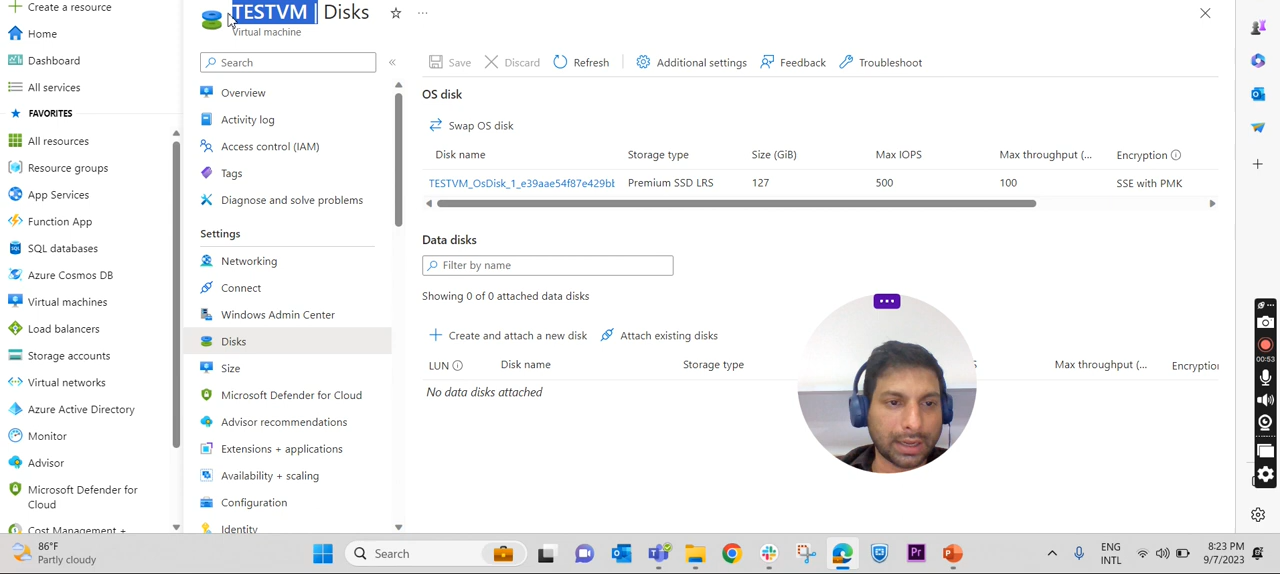 Create a resource
Home
Dashboard
All services
FAVORITES
All resources
Resource groups
App Services
Function App
SQL databases
Azure Cosmos DB
Virtual machines
Load balancers
Storage accounts
Virtual networks
Azure Active Directory
Monitor
Advisor
Microsoft Defender for
Cloud
Cost Management +
TESTVM | Disks
Virtual machine
Search
Overview
Activity log
Access control (IAM)
Tags
Diagnose and solve problems
Settings
Networking
Connect
Windows Admin Center
Disks
Size
Microsoft Defender for Cloud
Advisor recommendations
Extensions + applications
Availability + scaling
Configuration
Identity
Save Discard Refresh Additional settings Feedback Troubleshoot
OS disk
Swap OS disk
Disk name Storage type Size (GiB) Max IOPS Max throughput (... Encryption
TESTVM_OsDisk_1_e39aae54f87e429bb Premium SSD LRS 127 500 100 SSE with PMK
Data disks
Filter by name
Showing 0 of 0 attached data disks
Create and attach a new disk Attach existing disks
LUN Disk name Storage type Max throughput (... Encryption
No data disks attached
00:53
86°F
Partly cloudy
Search
Pr
ENG
INTL
8:23 PM
9/7/2023